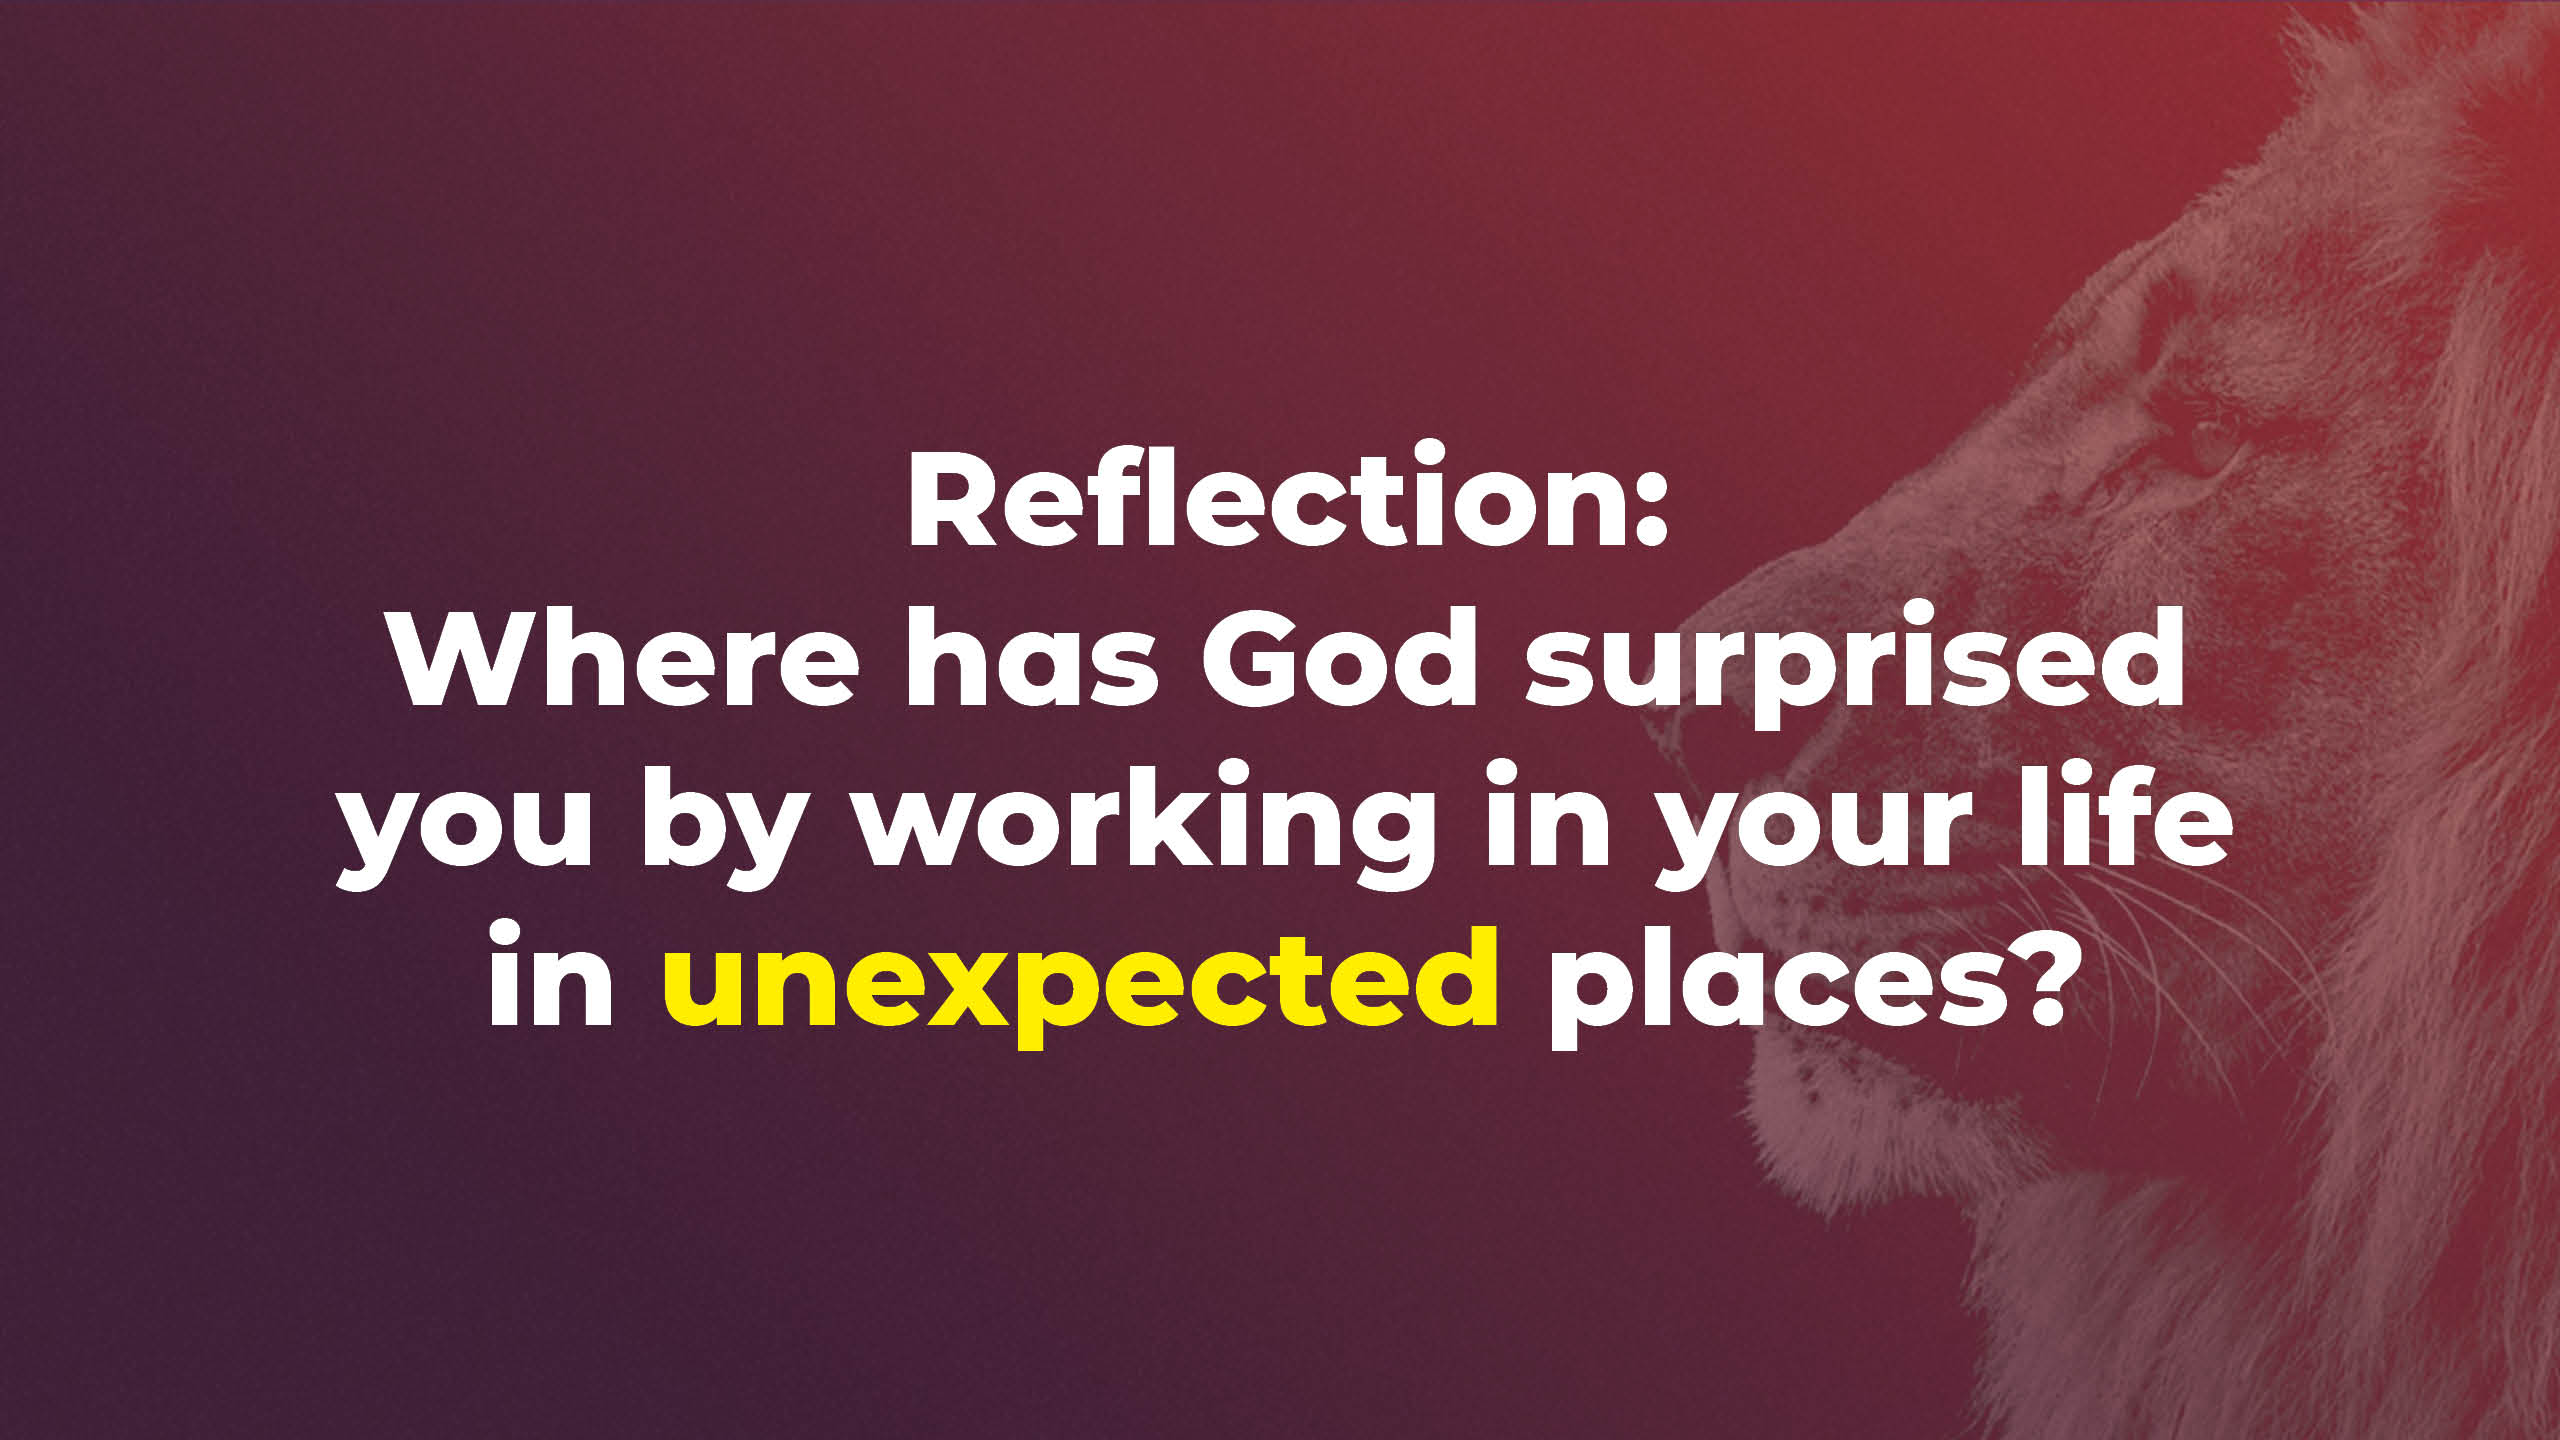 Reflection:
Where has God surprised
you by working in your life
in unexpected places?